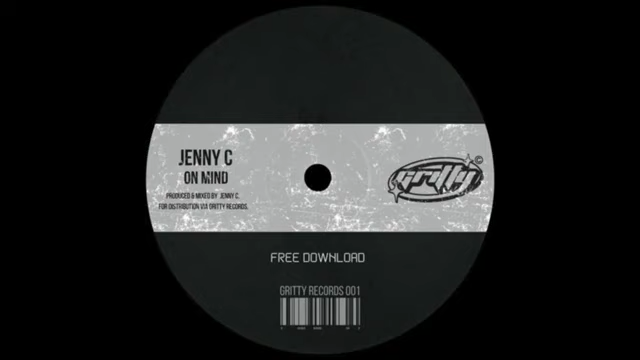 JENNY C
ON MIND
PRODUCED & MIXED BY JENNY C.
FOR DISTRIBUTION VIA GRITTY RECORDS.
Gritty ©
FREE DOWNLOAD
GRITTY RECORDS 001